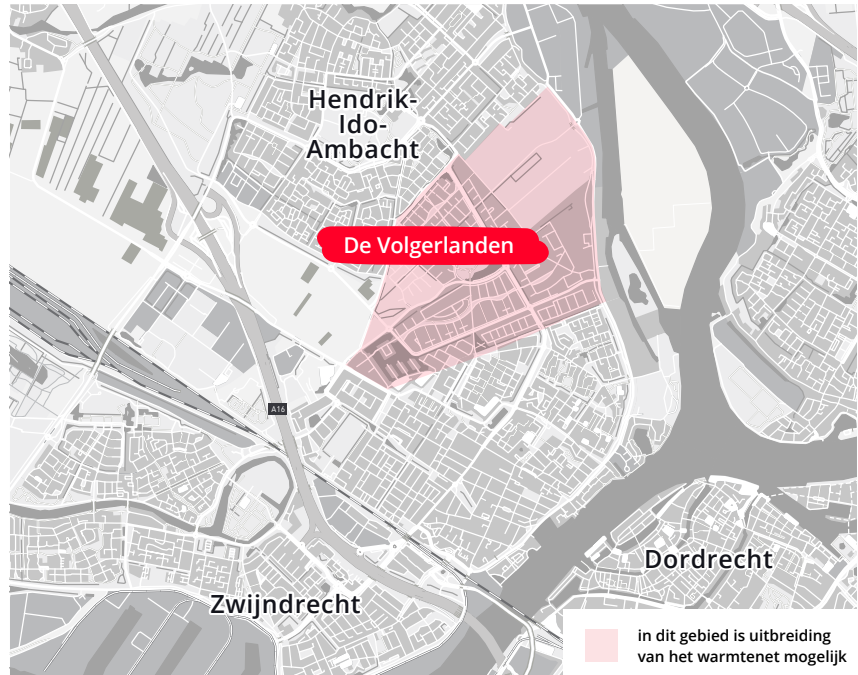 Hendrik-
Ido-
Ambacht
De Volgerlanden
A16
Dordrecht
Zwijndrecht
in dit gebied is uitbreiding
van het warmtenet mogelijk